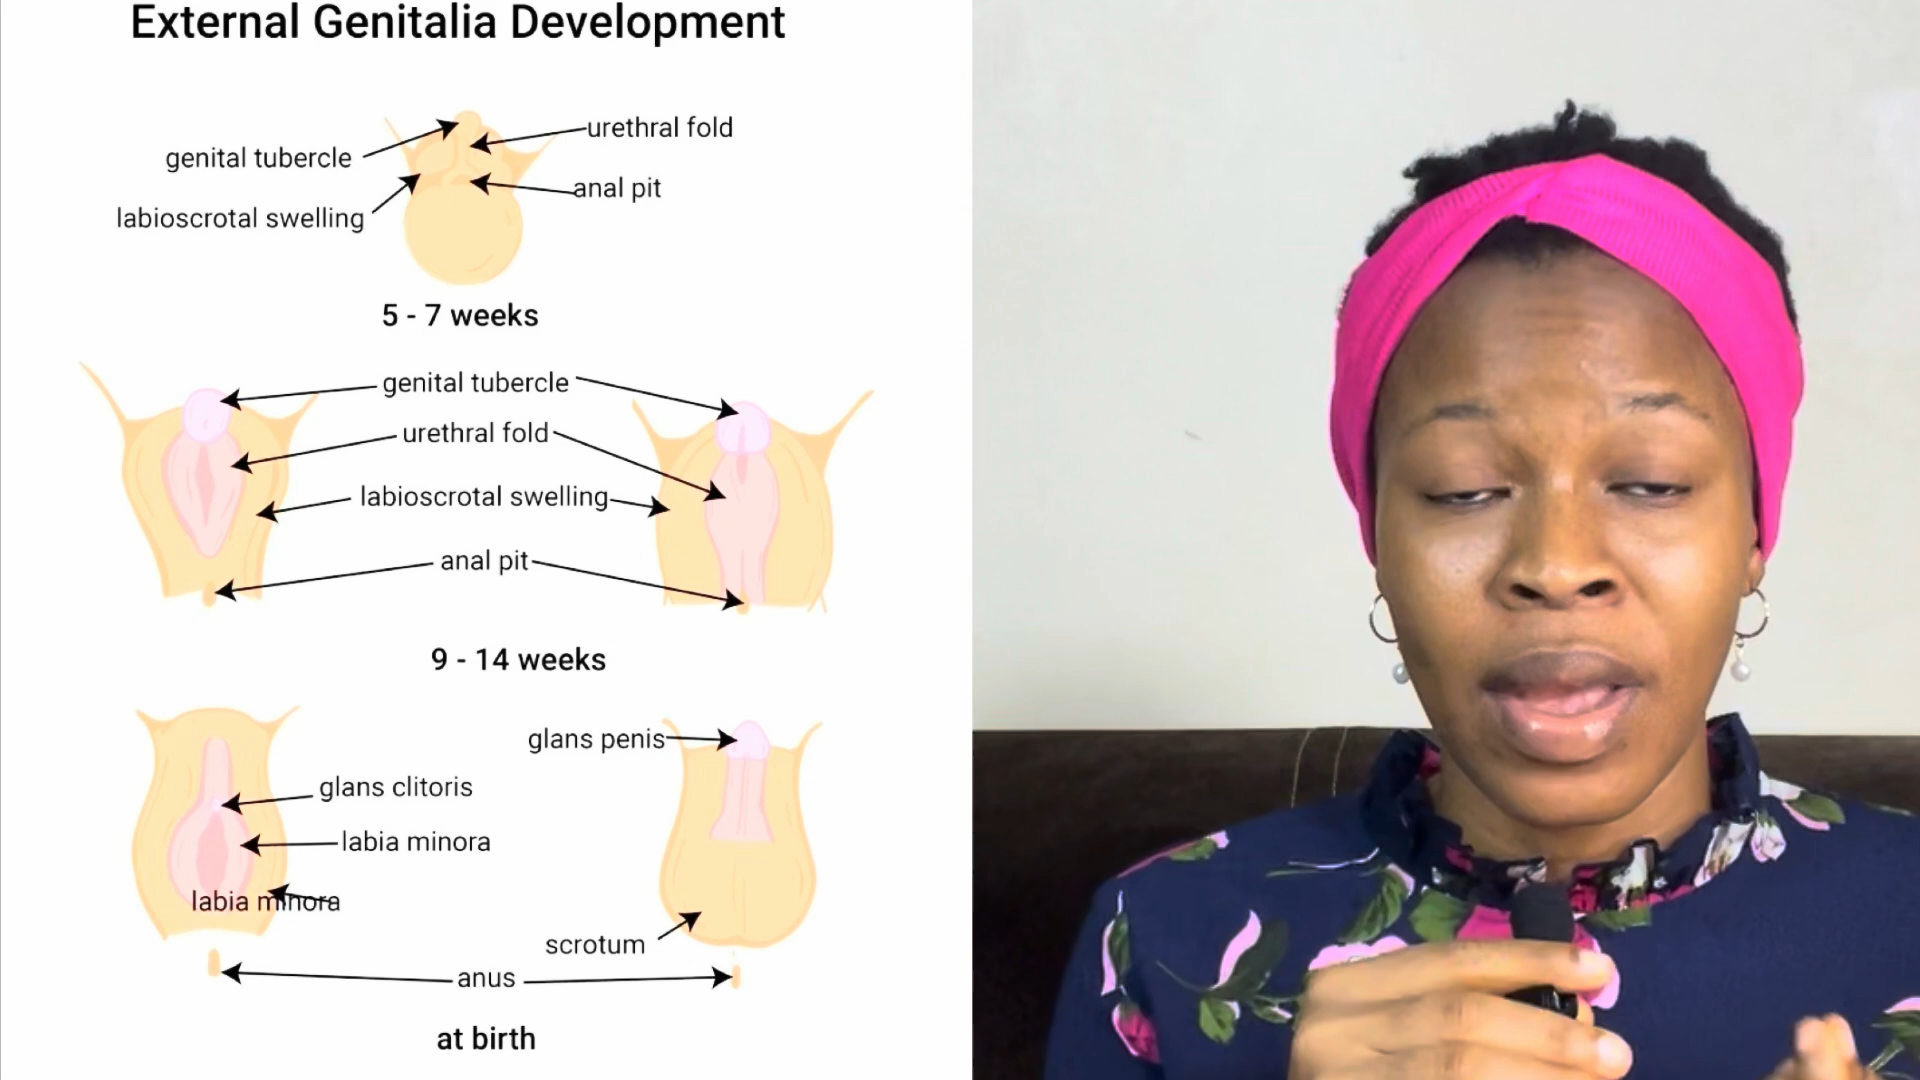 External Genitalia Development
urethral fold
genital tubercle
anal pit
labioscrotal swelling
5 - 7 weeks
genital tubercle
urethral fold
labioscrotal swelling
anal pit
9 - 14 weeks
glans penis
glans clitoris
labia minora
labia minora
scrotum
anus
at birth